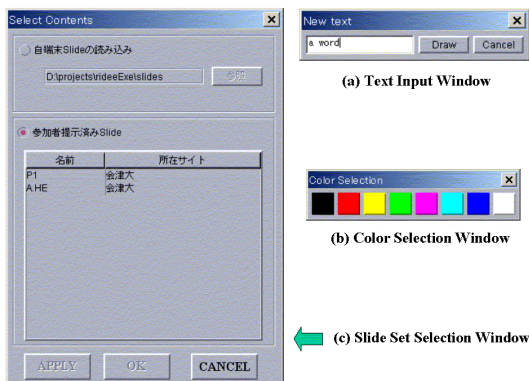 Select Contents
自端末Slideの読み込み
D:\projects\rideeExe\slides
参照
参加者提示済みSlide
名前 所在サイト
P1 会津大
A.HE 会津大
APPLY OK CANCEL
New text
a word Draw Cancel
(a) Text Input Window
Color Selection
(b) Color Selection Window
(c) Slide Set Selection Window